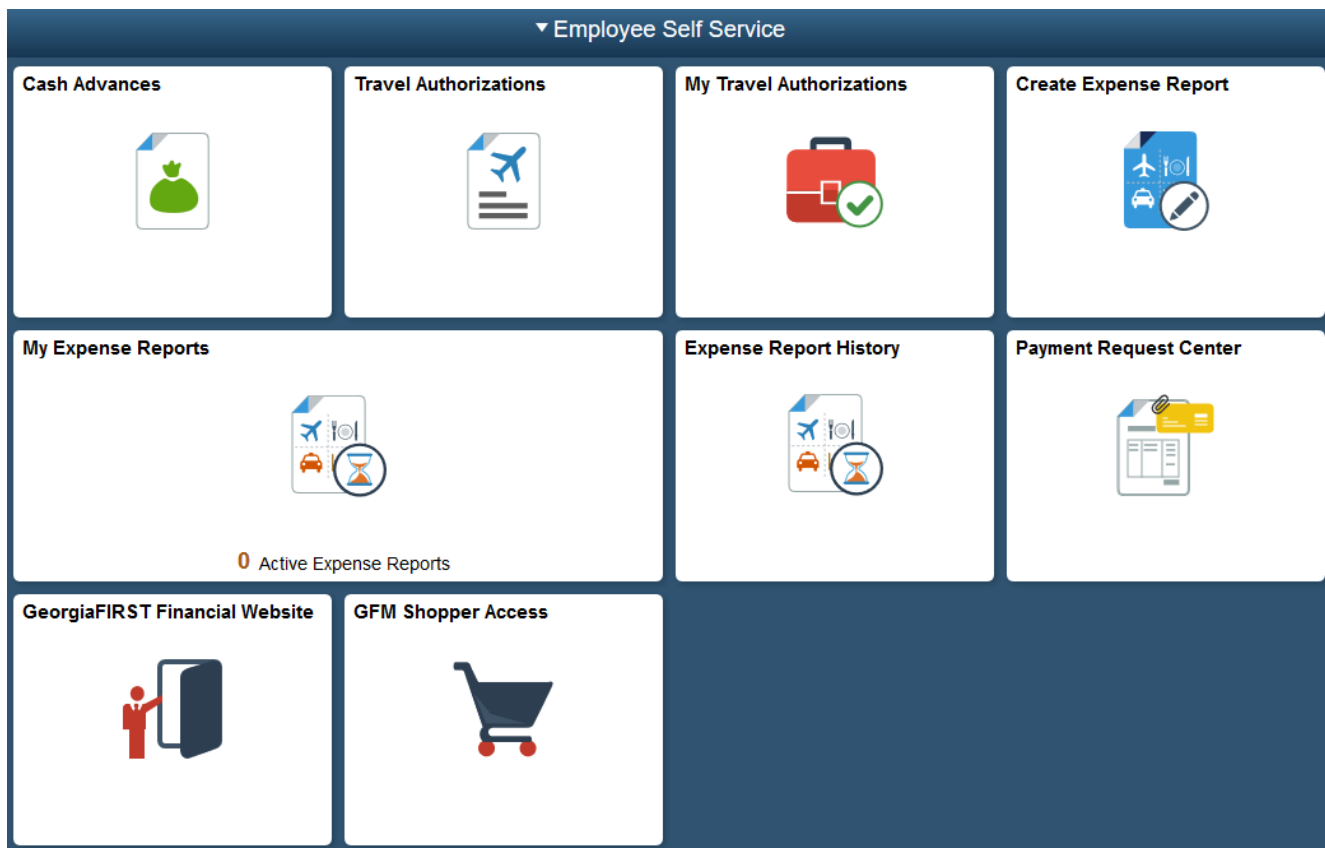 Employee Self Service
Cash Advances
Travel Authorizations
My Travel Authorizations
Create Expense Report
My Expense Reports
0 Active Expense Reports
Expense Report History
Payment Request Center
GeorgiaFIRST Financial Website
GFM Shopper Access